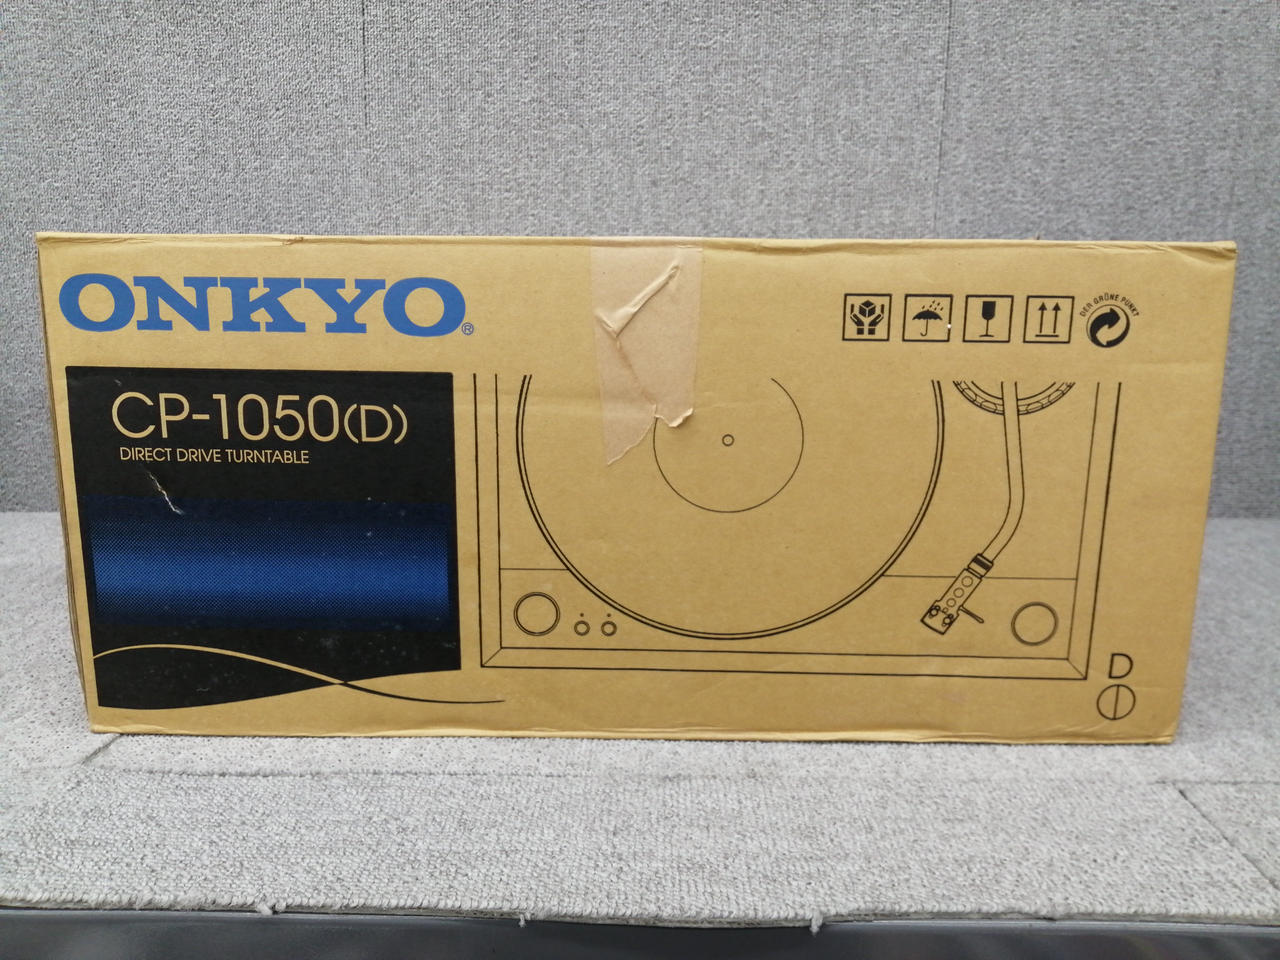 ONKYO®
DER GRÜNE PUNKT
CP-1050(D)
DIRECT DRIVE TURNTABLE
D